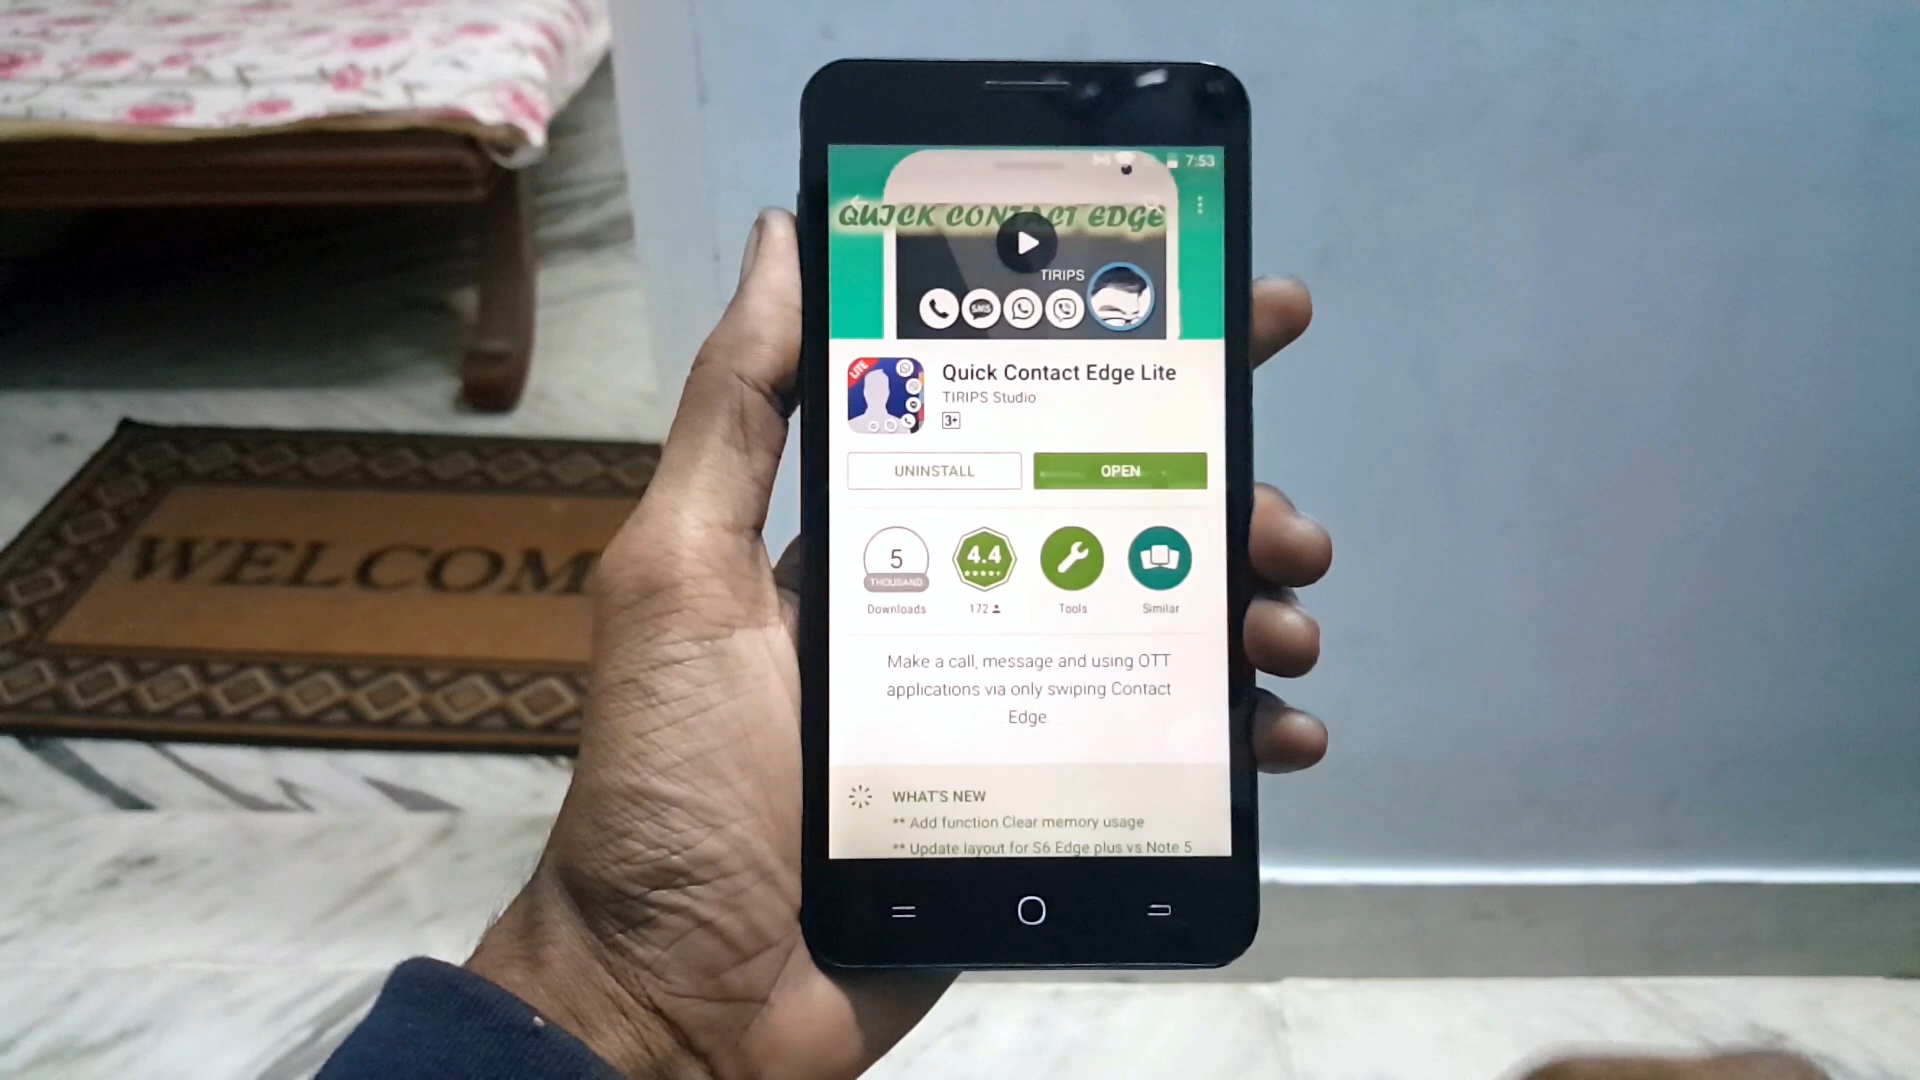 7:53
QUICK CONTACT EDGE
TIRIPS
SMS
LITE
Quick Contact Edge Lite
TIRIPS Studio
3+
UNINSTALL
OPEN
5
THOUSAND
4.4
Downloads
172
Tools
Similar
Make a call, message and using OTT
applications via only swiping Contact
Edge
WHAT'S NEW
** Add function Clear memory usage
** Update layout for S6 Edge plus vs Note 5
WELCOM